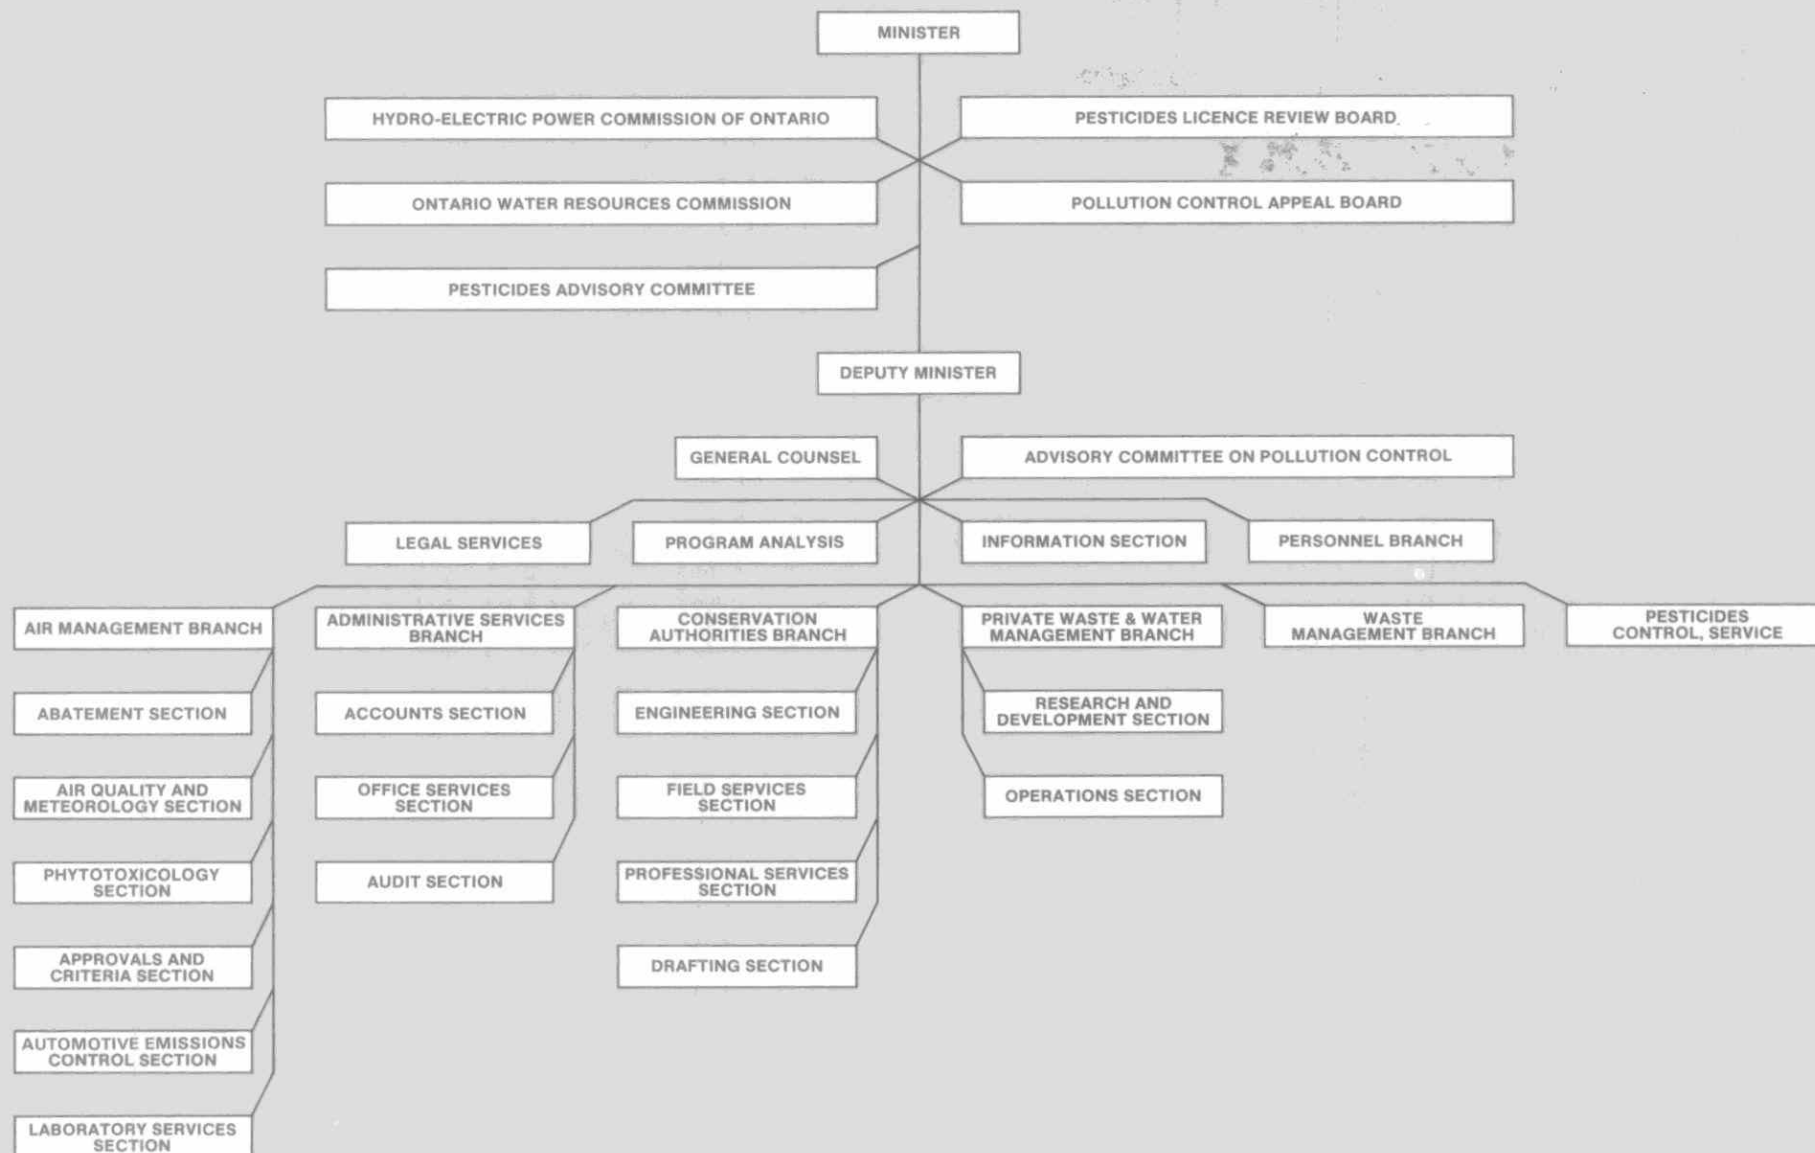 MINISTER
HYDRO-ELECTRIC POWER COMMISSION OF ONTARIO
PESTICIDES LICENCE REVIEW BOARD
ONTARIO WATER RESOURCES COMMISSION
POLLUTION CONTROL APPEAL BOARD
PESTICIDES ADVISORY COMMITTEE
DEPUTY MINISTER
GENERAL COUNSEL
ADVISORY COMMITTEE ON POLLUTION CONTROL
LEGAL SERVICES
PROGRAM ANALYSIS
INFORMATION SECTION
PERSONNEL BRANCH
AIR MANAGEMENT BRANCH
ADMINISTRATIVE SERVICES
BRANCH
CONSERVATION
AUTHORITIES BRANCH
PRIVATE WASTE & WATER
MANAGEMENT BRANCH
WASTE
MANAGEMENT BRANCH
PESTICIDES
CONTROL, SERVICE
ABATEMENT SECTION
ACCOUNTS SECTION
ENGINEERING SECTION
RESEARCH AND
DEVELOPMENT SECTION
AIR QUALITY AND
METEOROLOGY SECTION
OFFICE SERVICES
SECTION
FIELD SERVICES
SECTION
OPERATIONS SECTION
PHYTOTOXICOLOGY
SECTION
AUDIT SECTION
PROFESSIONAL SERVICES
SECTION
APPROVALS AND
CRITERIA SECTION
DRAFTING SECTION
AUTOMOTIVE EMISSIONS
CONTROL SECTION
LABORATORY SERVICES
SECTION